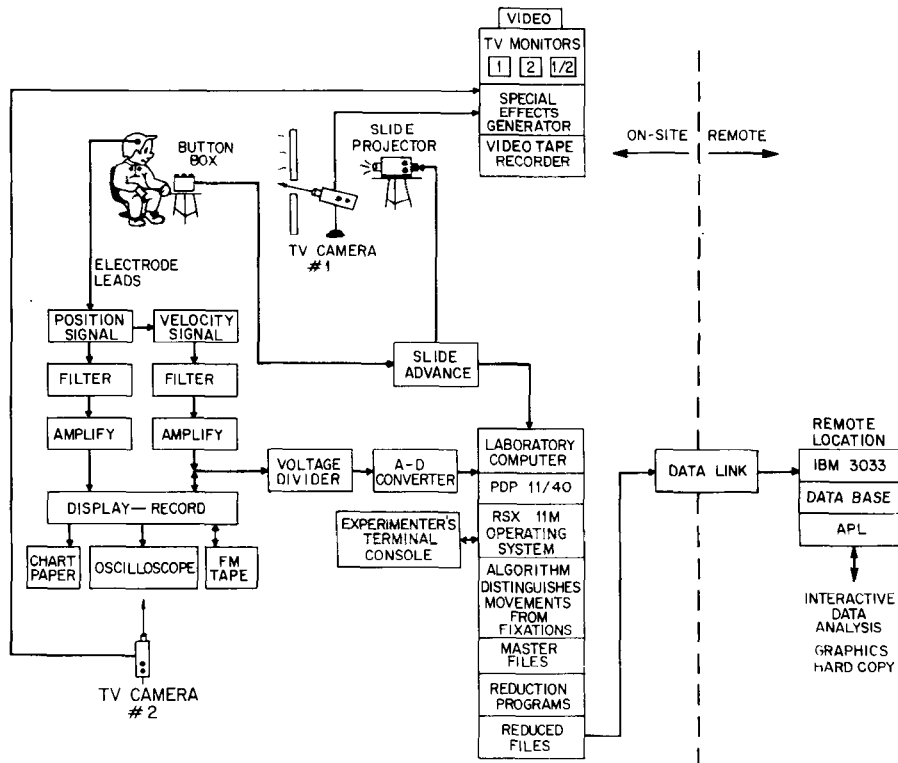 VIDEO
TV MONITORS
1 2 1/2
SPECIAL
EFFECTS
GENERATOR
VIDEO TAPE
RECORDER
ON-SITE
REMOTE
BUTTON
BOX
SLIDE
PROJECTOR
TV CAMERA
#1
ELECTRODE
LEADS
POSITION
SIGNAL
VELOCITY
SIGNAL
FILTER
FILTER
AMPLIFY
AMPLIFY
SLIDE
ADVANCE
VOLTAGE
DIVIDER
A-D
CONVERTER
DISPLAY—RECORD
CHART
PAPER
OSCILLOSCOPE
FM
TAPE
TV CAMERA
#2
LABORATORY
COMPUTER
PDP 11/40
RSX 11M
OPERATING
SYSTEM
EXPERIMENTER'S
TERMINAL
CONSOLE
ALGORITHM
DISTINGUISHES
MOVEMENTS
FROM
FIXATIONS
MASTER
FILES
REDUCTION
PROGRAMS
REDUCED
FILES
DATA LINK
REMOTE
LOCATION
IBM 3033
DATA BASE
APL
INTERACTIVE
DATA
ANALYSIS
GRAPHICS
HARD COPY